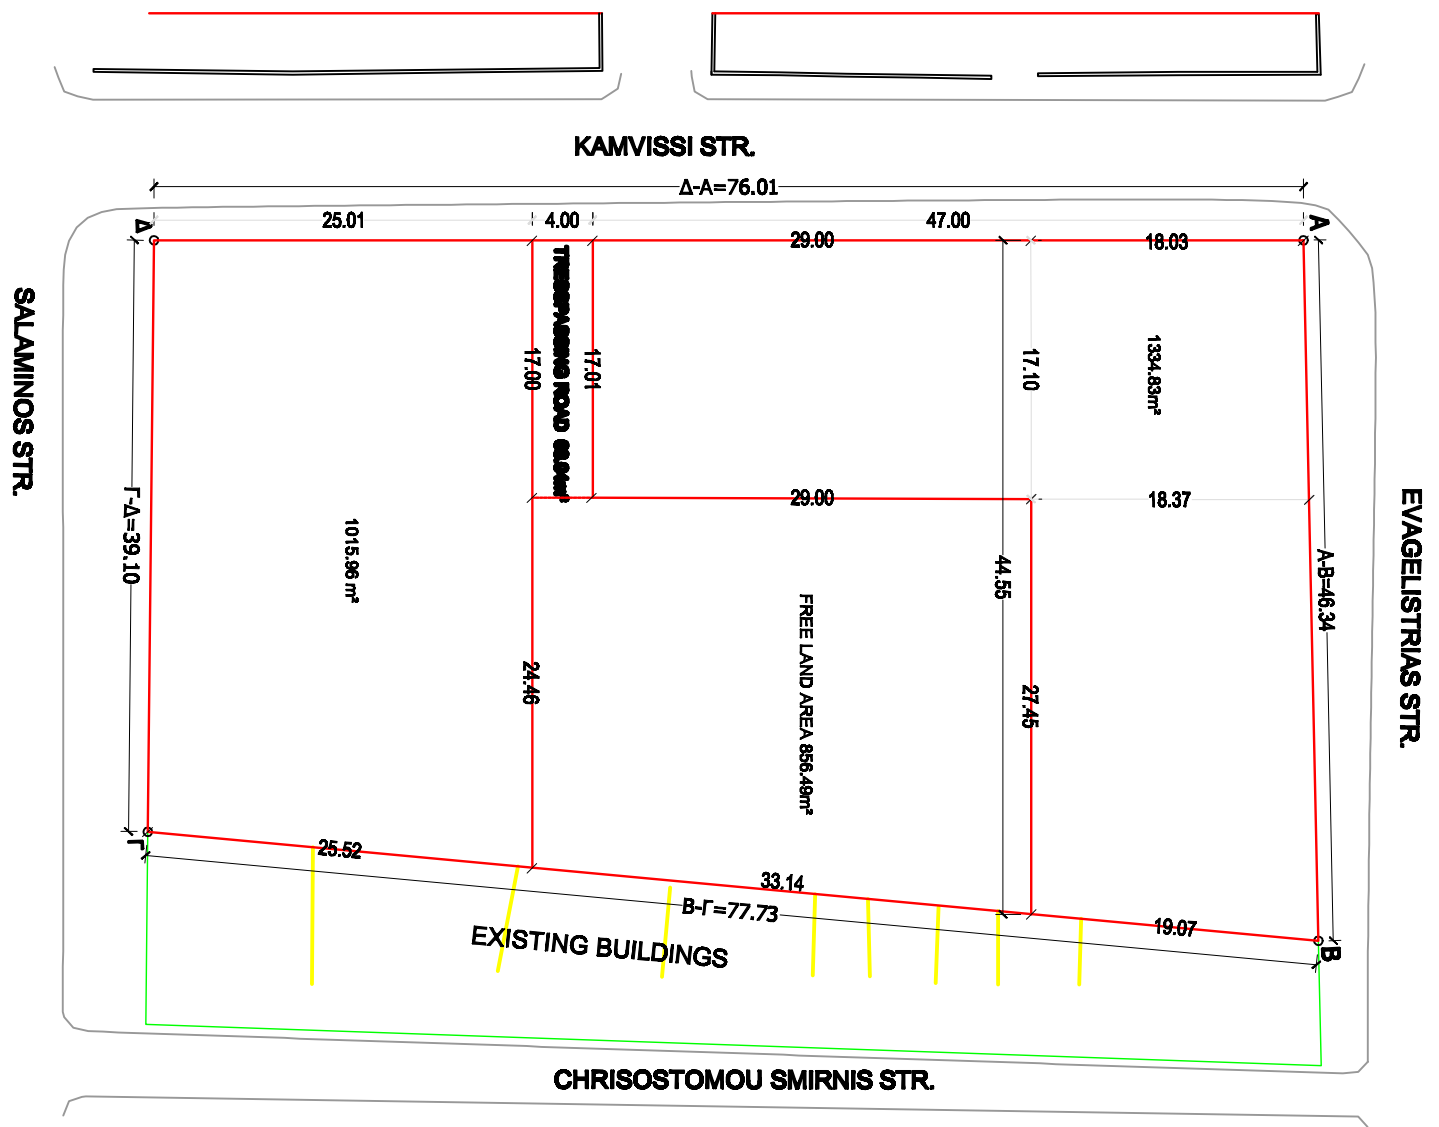 KAMVISSI STR.
Δ-A=76.01
25.01
4.00
47.00
Δ
A
29.00
18.03
SALAMINOS STR.
17.00
ROAD
17.01
17.10
1334.83m²
Γ-Δ=39.10
1015.96 m²
29.00
18.37
EVAGELISTRIAS STR.
A-B=46.34
44.55
24.46
FREE LAND AREA 856.49m²
27.45
Γ
25.52
33.14
B-Γ=77.73
19.07
B
EXISTING BUILDINGS
CHRISOSTOMOU SMIRNIS STR.